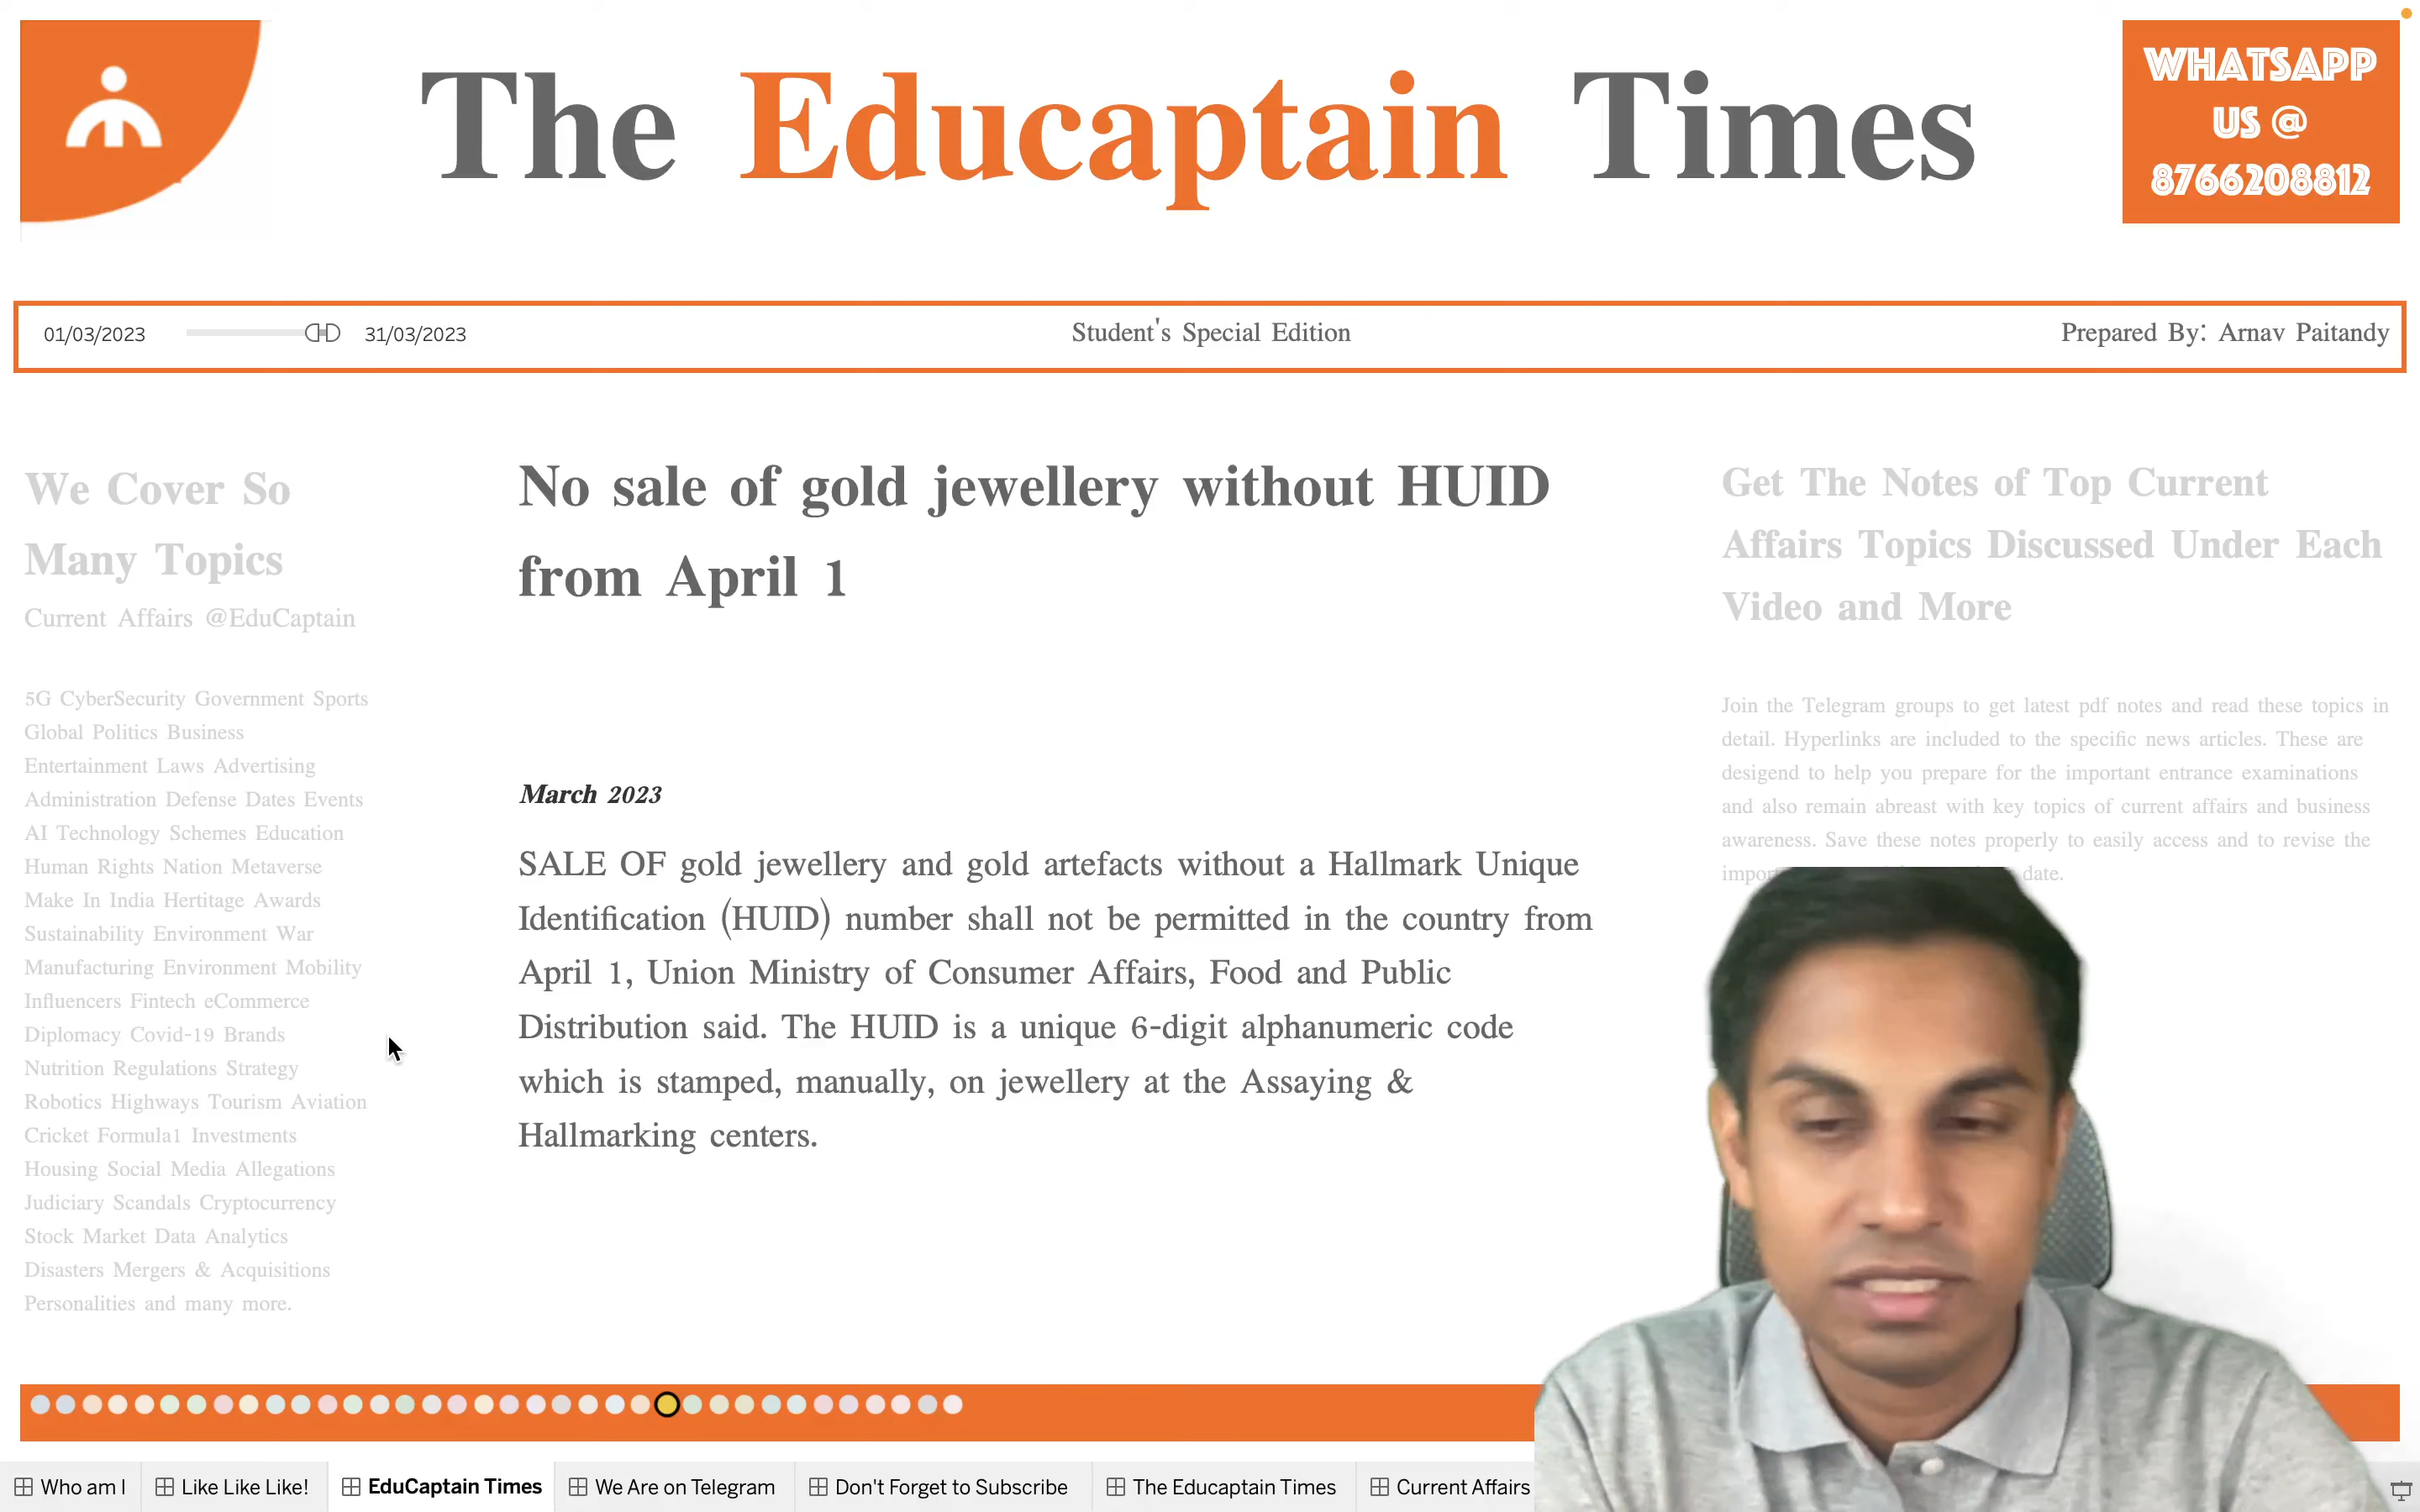 The Educaptain Times
WHATSAPP
US @
8766208812
01/03/2023
31/03/2023
Student's Special Edition
Prepared By: Arnav Paitandy
We Cover So
Many Topics
Current Affairs @EduCaptain
5G CyberSecurity Government Sports
Global Politics Business
Entertainment Laws Advertising
Administration Defense Dates Events
AI Technology Schemes Education
Human Rights Nation Metaverse
Make In India Hertitage Awards
Sustainability Environment War
Manufacturing Environment Mobility
Influencers Fintech eCommerce
Diplomacy Covid-19 Brands
Nutrition Regulations Strategy
Robotics Highways Tourism Aviation
Cricket Formula1 Investments
Housing Social Media Allegations
Judiciary Scandals Cryptocurrency
Stock Market Data Analytics
Disasters Mergers & Acquisitions
Personalities and many more.
No sale of gold jewellery without HUID
from April 1
March 2023
SALE OF gold jewellery and gold artefacts without a Hallmark Unique
Identification (HUID) number shall not be permitted in the country from
April 1, Union Ministry of Consumer Affairs, Food and Public
Distribution said. The HUID is a unique 6-digit alphanumeric code
which is stamped, manually, on jewellery at the Assaying &
Hallmarking centers.
Get The Notes of Top Current
Affairs Topics Discussed Under Each
Video and More
Join the Telegram groups to get latest pdf notes and read these topics in
detail. Hyperlinks are included to the specific news articles. These are
desigend to help you prepare for the important entrance examinations
and also remain abreast with key topics of current affairs and business
awareness. Save these notes properly to easily access and to revise the
date.
Who am I
Like Like Like!
EduCaptain Times
We Are on Telegram
Don't Forget to Subscribe
The Educaptain Times
Current Affairs